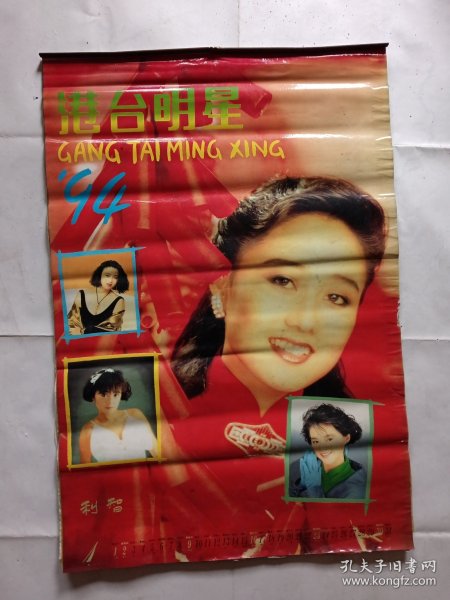 港台明星
GANG TAI MING XING
'94
利智
孔夫子旧书网
www.kongfz.com